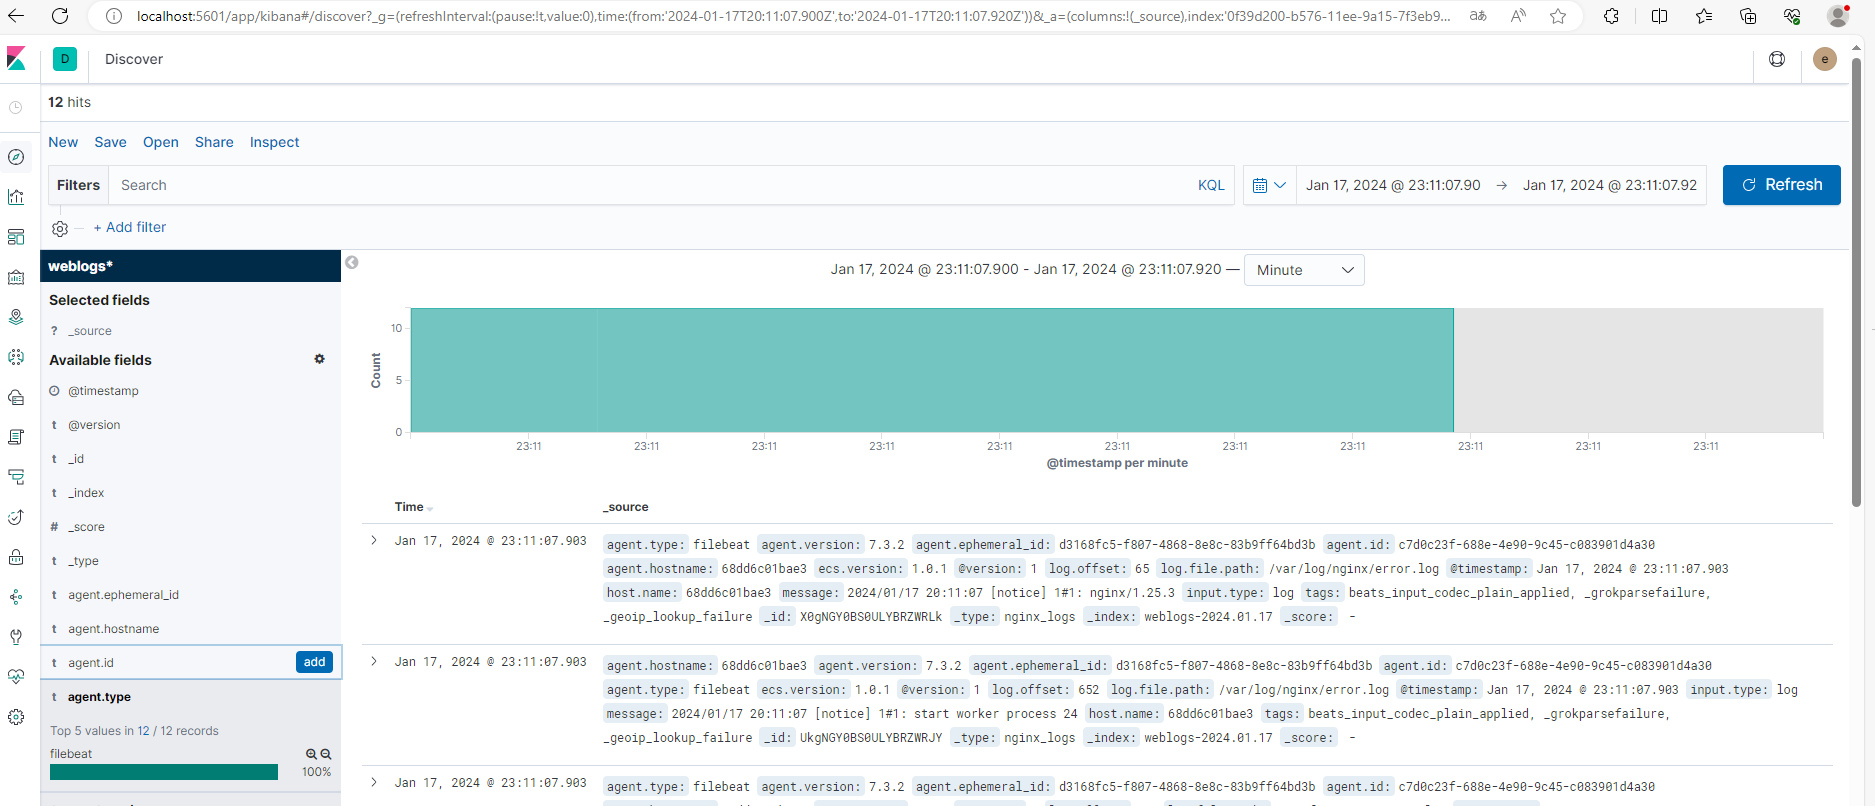 localhost:5601/app/kibana#/discover?_g=(refreshInterval:(pause:!t,value:0),time:(from:'2024-01-17T20:11:07.900Z',to:'2024-01-17T20:11:07.920Z'))&_a=(columns:!(_source),index:'0f39d200-b576-11ee-9a15-7f3eb9...
D Discover e
12 hits
New Save Open Share Inspect
Filters Search KQL Jan 17, 2024 @ 23:11:07.90 → Jan 17, 2024 @ 23:11:07.92 Refresh
+ Add filter
weblogs*
Selected fields
? _source
Available fields
@timestamp
t @version
t _id
t _index
# _score
t _type
t agent.ephemeral_id
t agent.hostname
t agent.id add
t agent.type
Top 5 values in 12 / 12 records
filebeat
100%
Jan 17, 2024 @ 23:11:07.900 - Jan 17, 2024 @ 23:11:07.920 — Minute
Count
10
5
0
23:11 23:11 23:11 23:11 23:11 23:11 23:11 23:11 23:11 23:11 23:11
@timestamp per minute
Time _source
Jan 17, 2024 @ 23:11:07.903 agent.type: filebeat agent.version: 7.3.2 agent.ephemeral_id: d3168fc5-f807-4868-8e8c-83b9ff64bd3b agent.id: c7d0c23f-688e-4e90-9c45-c083901d4a30
agent.hostname: 68dd6c01bae3 ecs.version: 1.0.1 @version: 1 log.offset: 65 log.file.path: /var/log/nginx/error.log @timestamp: Jan 17, 2024 @ 23:11:07.903
host.name: 68dd6c01bae3 message: 2024/01/17 20:11:07 [notice] 1#1: nginx/1.25.3 input.type: log tags: beats_input_codec_plain_applied, _grokparsefailure,
_geoip_lookup_failure _id: X0gNGY0BS0ULYBRZWRLk _type: nginx_logs _index: weblogs-2024.01.17 _score: -
Jan 17, 2024 @ 23:11:07.903 agent.hostname: 68dd6c01bae3 agent.version: 7.3.2 agent.ephemeral_id: d3168fc5-f807-4868-8e8c-83b9ff64bd3b agent.id: c7d0c23f-688e-4e90-9c45-c083901d4a30
agent.type: filebeat ecs.version: 1.0.1 @version: 1 log.offset: 652 log.file.path: /var/log/nginx/error.log @timestamp: Jan 17, 2024 @ 23:11:07.903 input.type: log
message: 2024/01/17 20:11:07 [notice] 1#1: start worker process 24 host.name: 68dd6c01bae3 tags: beats_input_codec_plain_applied, _grokparsefailure,
_geoip_lookup_failure _id: UkgNGY0BS0ULYBRZWRJY _type: nginx_logs _index: weblogs-2024.01.17 _score: -
Jan 17, 2024 @ 23:11:07.903 agent.type: filebeat agent.version: 7.3.2 agent.ephemeral_id: d3168fc5-f807-4868-8e8c-83b9ff64bd3b agent.id: c7d0c23f-688e-4e90-9c45-c083901d4a30